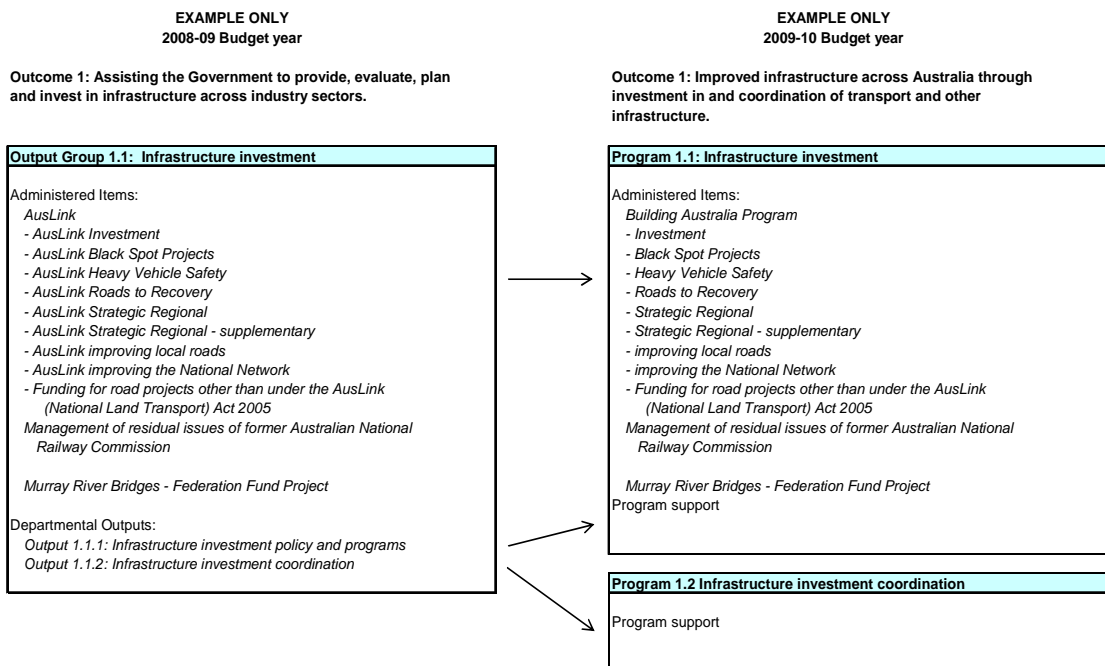 EXAMPLE ONLY
2008-09 Budget year
Outcome 1: Assisting the Government to provide, evaluate, plan
and invest in infrastructure across industry sectors.
Output Group 1.1: Infrastructure investment
Administered Items:
AusLink
- AusLink Investment
- AusLink Black Spot Projects
- AusLink Heavy Vehicle Safety
- AusLink Roads to Recovery
- AusLink Strategic Regional
- AusLink Strategic Regional - supplementary
- AusLink improving local roads
- AusLink improving the National Network
- Funding for road projects other than under the AusLink
(National Land Transport) Act 2005
Management of residual issues of former Australian National
Railway Commission
Murray River Bridges - Federation Fund Project
Departmental Outputs:
Output 1.1.1: Infrastructure investment policy and programs
Output 1.1.2: Infrastructure investment coordination
EXAMPLE ONLY
2009-10 Budget year
Outcome 1: Improved infrastructure across Australia through
investment in and coordination of transport and other
infrastructure.
Program 1.1: Infrastructure investment
Administered Items:
Building Australia Program
- Investment
- Black Spot Projects
- Heavy Vehicle Safety
- Roads to Recovery
- Strategic Regional
- Strategic Regional - supplementary
- improving local roads
- improving the National Network
- Funding for road projects other than under the AusLink
(National Land Transport) Act 2005
Management of residual issues of former Australian National
Railway Commission
Murray River Bridges - Federation Fund Project
Program support
Program 1.2 Infrastructure investment coordination
Program support